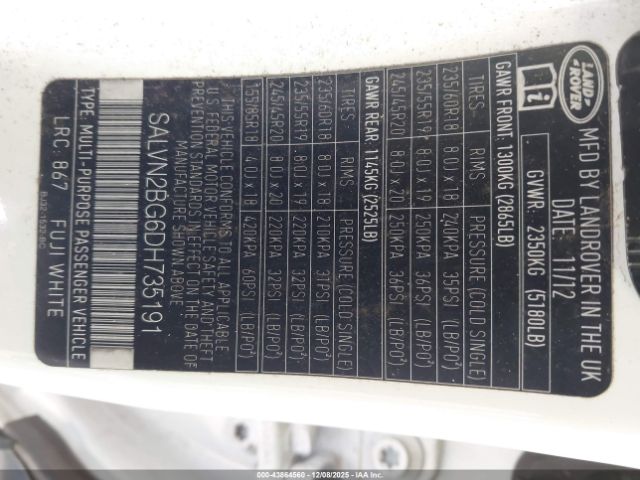 LAND
ROVER
MFD BY LANDROVER IN THE UK
DATE: 11/12
GVWR: 2350KG (5180LB)
GAWR FRONT: 1300KG (2865LB)
TIRES: RIMS PRESSURE (COLD SINGLE)
235/60R18 8.0J x 18 240KPA 35PSI (LB/PO²)
235/55R19 8.0J x 19 250KPA 36PSI (LB/PO²)
245/45R20 8.0J x 20 250KPA 36PSI (LB/PO²)
GAWR REAR: 1145KG (2525LB)
TIRES: RIMS PRESSURE (COLD SINGLE)
235/60R18 8.0J x 18 210KPA 31PSI (LB/PO²)
235/55R19 8.0J x 19 220KPA 32PSI (LB/PO²)
245/45R20 8.0J x 20 220KPA 32PSI (LB/PO²)
4.0J x 18 420KPA 60PSI (LB/PO²)
THIS VEHICLE CONFORMS TO ALL APPLICABLE
U.S FEDERAL MOTOR VEHICLE SAFETY AND THEFT
PREVENTION STANDARDS IN EFFECT ON THE DATE OF
MANUFACTURE SHOWN ABOVE
SALVN2BG6DH735191
TYPE: MULTI-PURPOSE PASSENGER VEHICLE
LRC: 867 FUJI WHITE
000-43864560 - 12/08/2025 - IAA Inc.